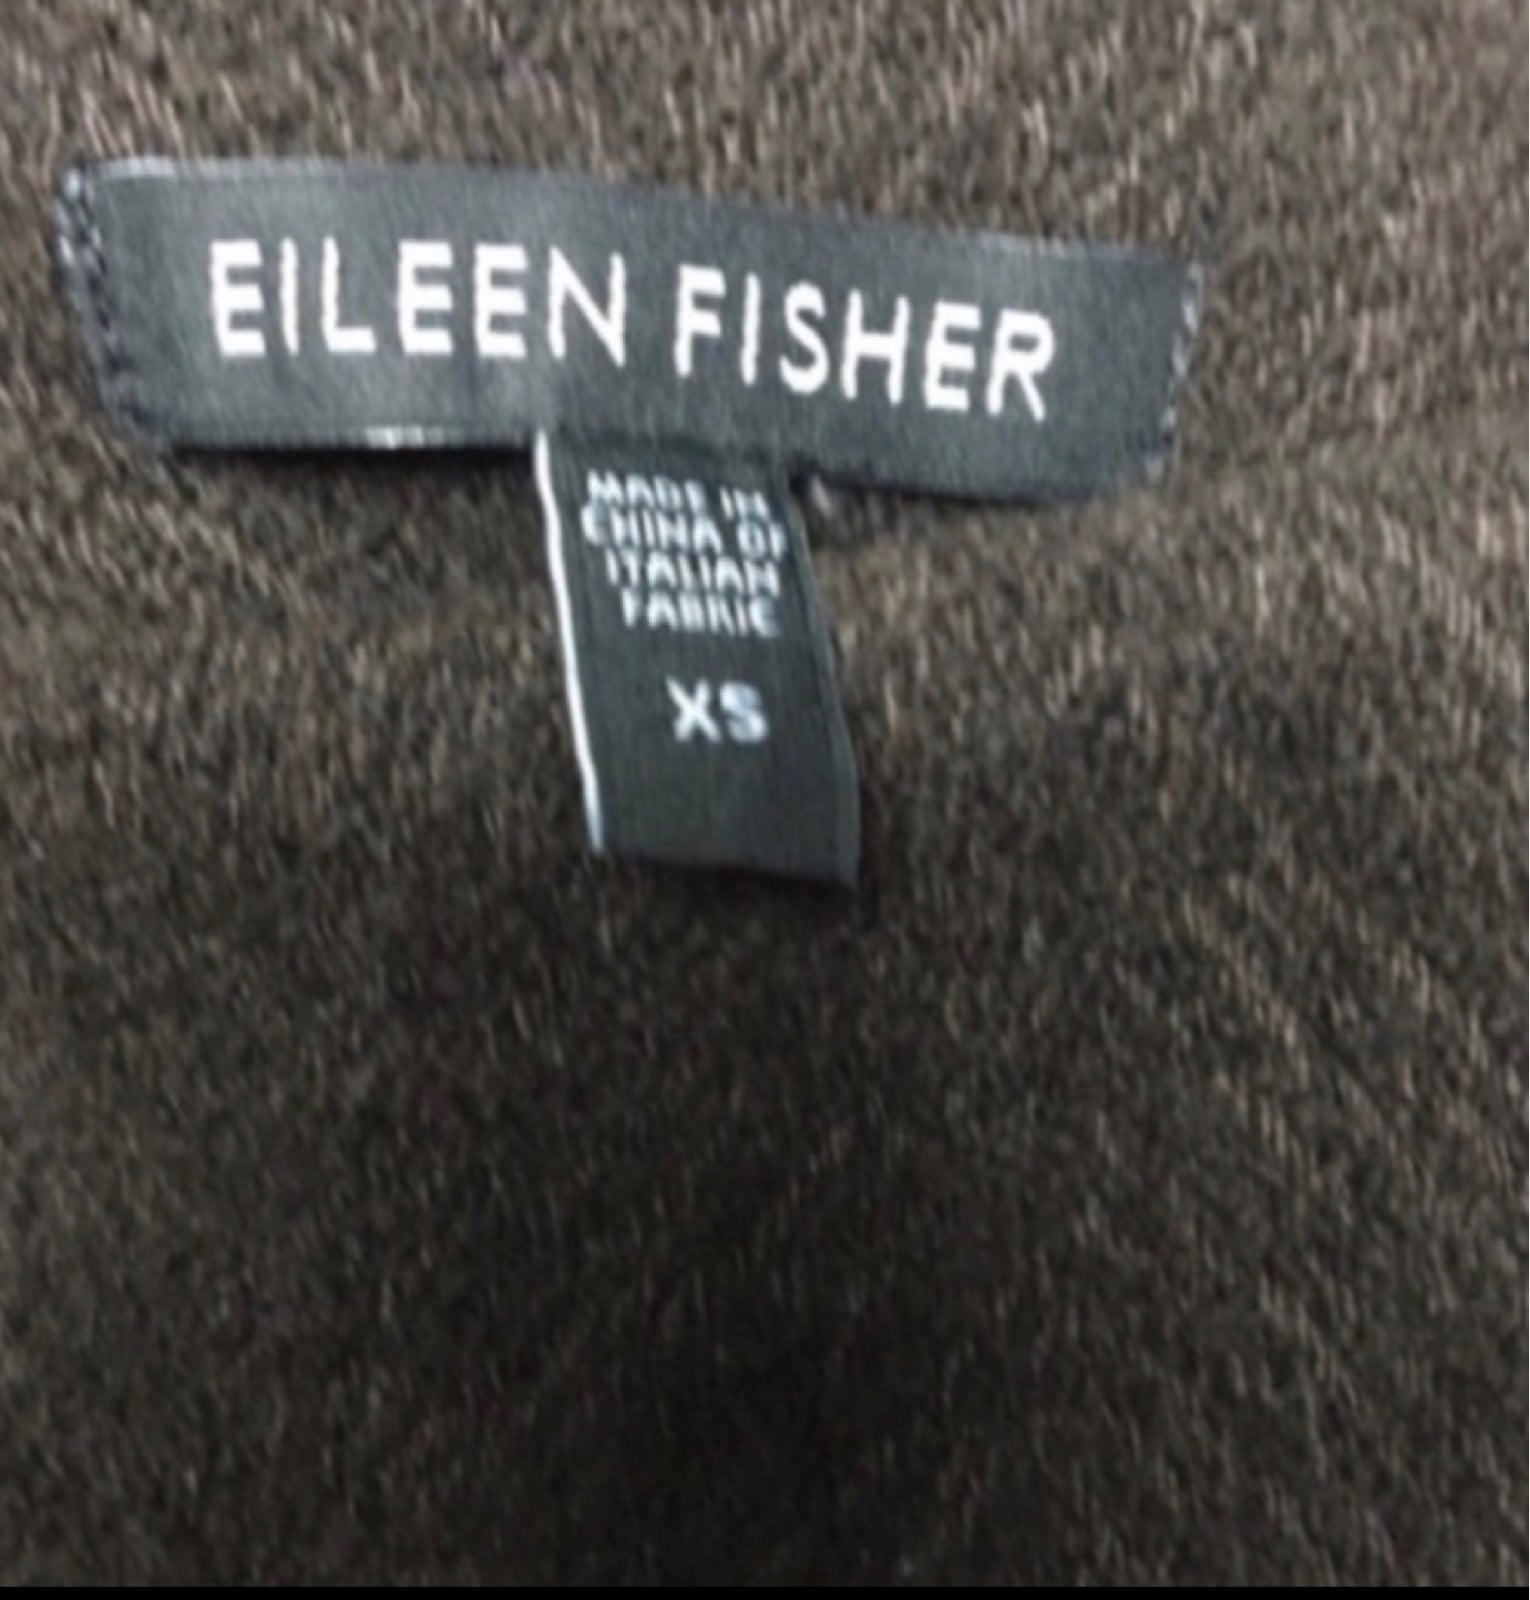 EILEEN FISHER
MADE IN
CHINA OF
ITALIAN
FABRIC
XS